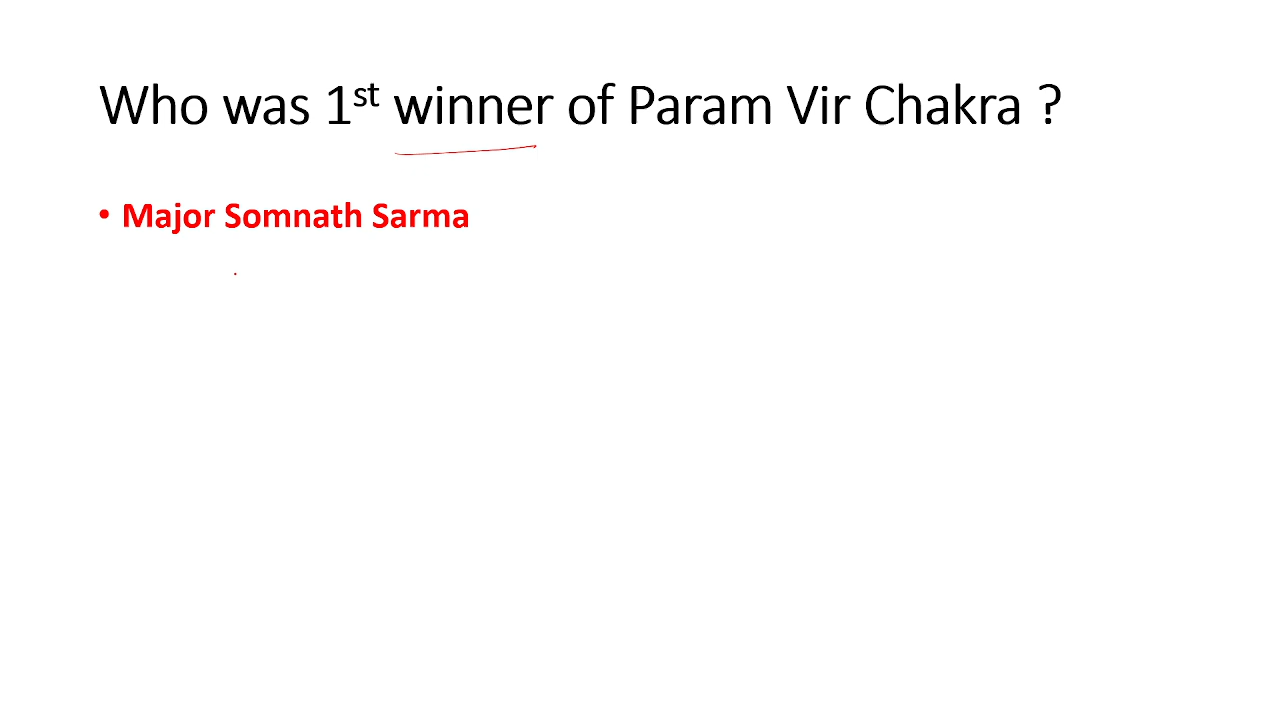 Who was 1st winner of Param Vir Chakra ?
• Major Somnath Sarma